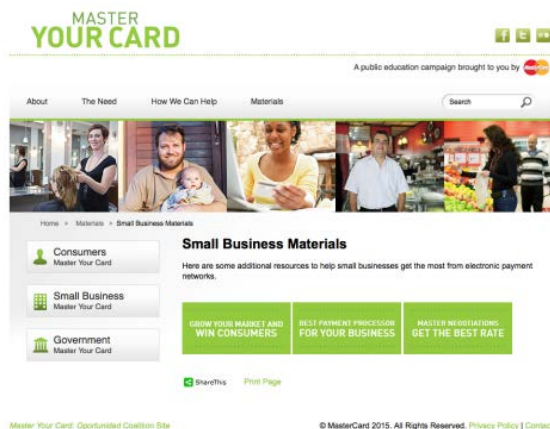 MASTER
YOUR CARD
A public education campaign brought to you by MasterCard
About The Need How We Can Help Materials Search
Home > Materials > Small Business Materials
Consumers
Master Your Card
Small Business
Master Your Card
Government
Master Your Card
Small Business Materials
Here are some additional resources to help small businesses get the most from electronic payment
networks.
GROW YOUR MARKET AND
WIN CONSUMERS
BEST PAYMENT PROCESSOR
FOR YOUR BUSINESS
MASTER NEGOTIATIONS
GET THE BEST RATE
ShareThis Print Page
Master Your Card: Oportunidad Coalition Site © MasterCard 2015. All Rights Reserved. Privacy Policy | Contac